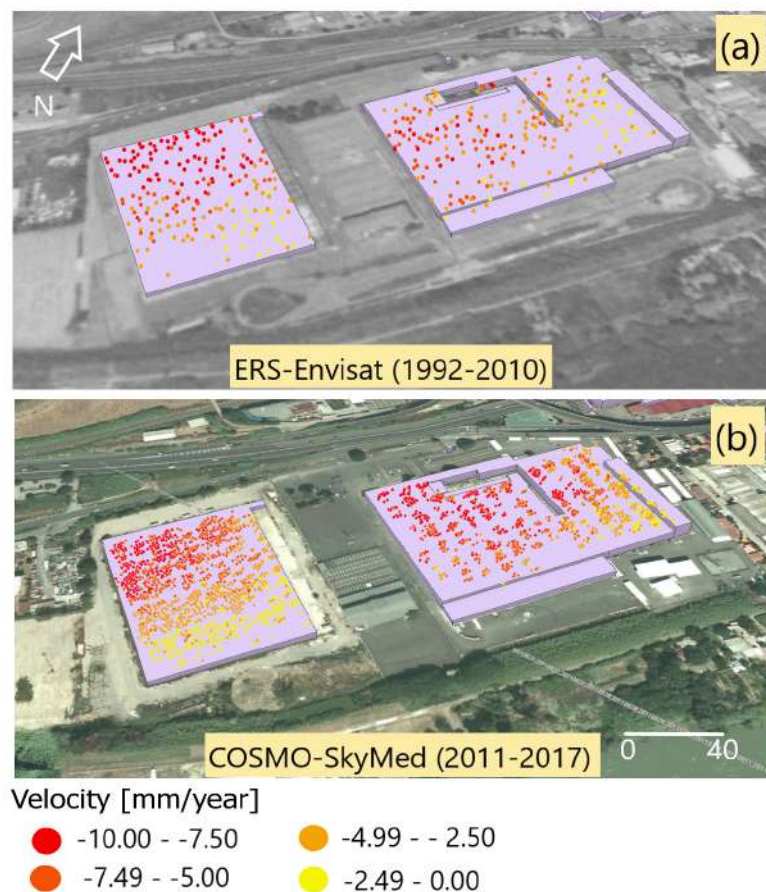 (a)
N
ERS-Envisat (1992-2010)
(b)
COSMO-SkyMed (2011-2017)
0 40
Velocity [mm/year]
-10.00 - -7.50 -4.99 - - 2.50
-7.49 - -5.00 -2.49 - 0.00